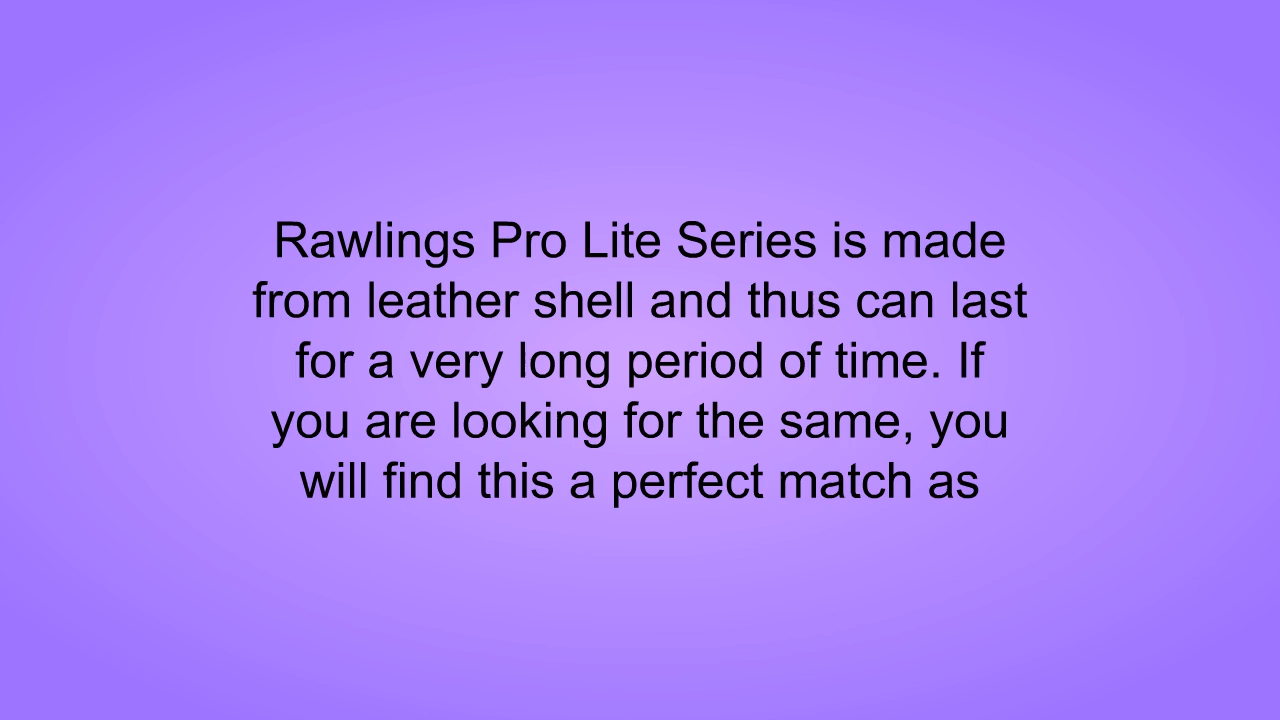 Rawlings Pro Lite Series is made
from leather shell and thus can last
for a very long period of time. If
you are looking for the same, you
will find this a perfect match as